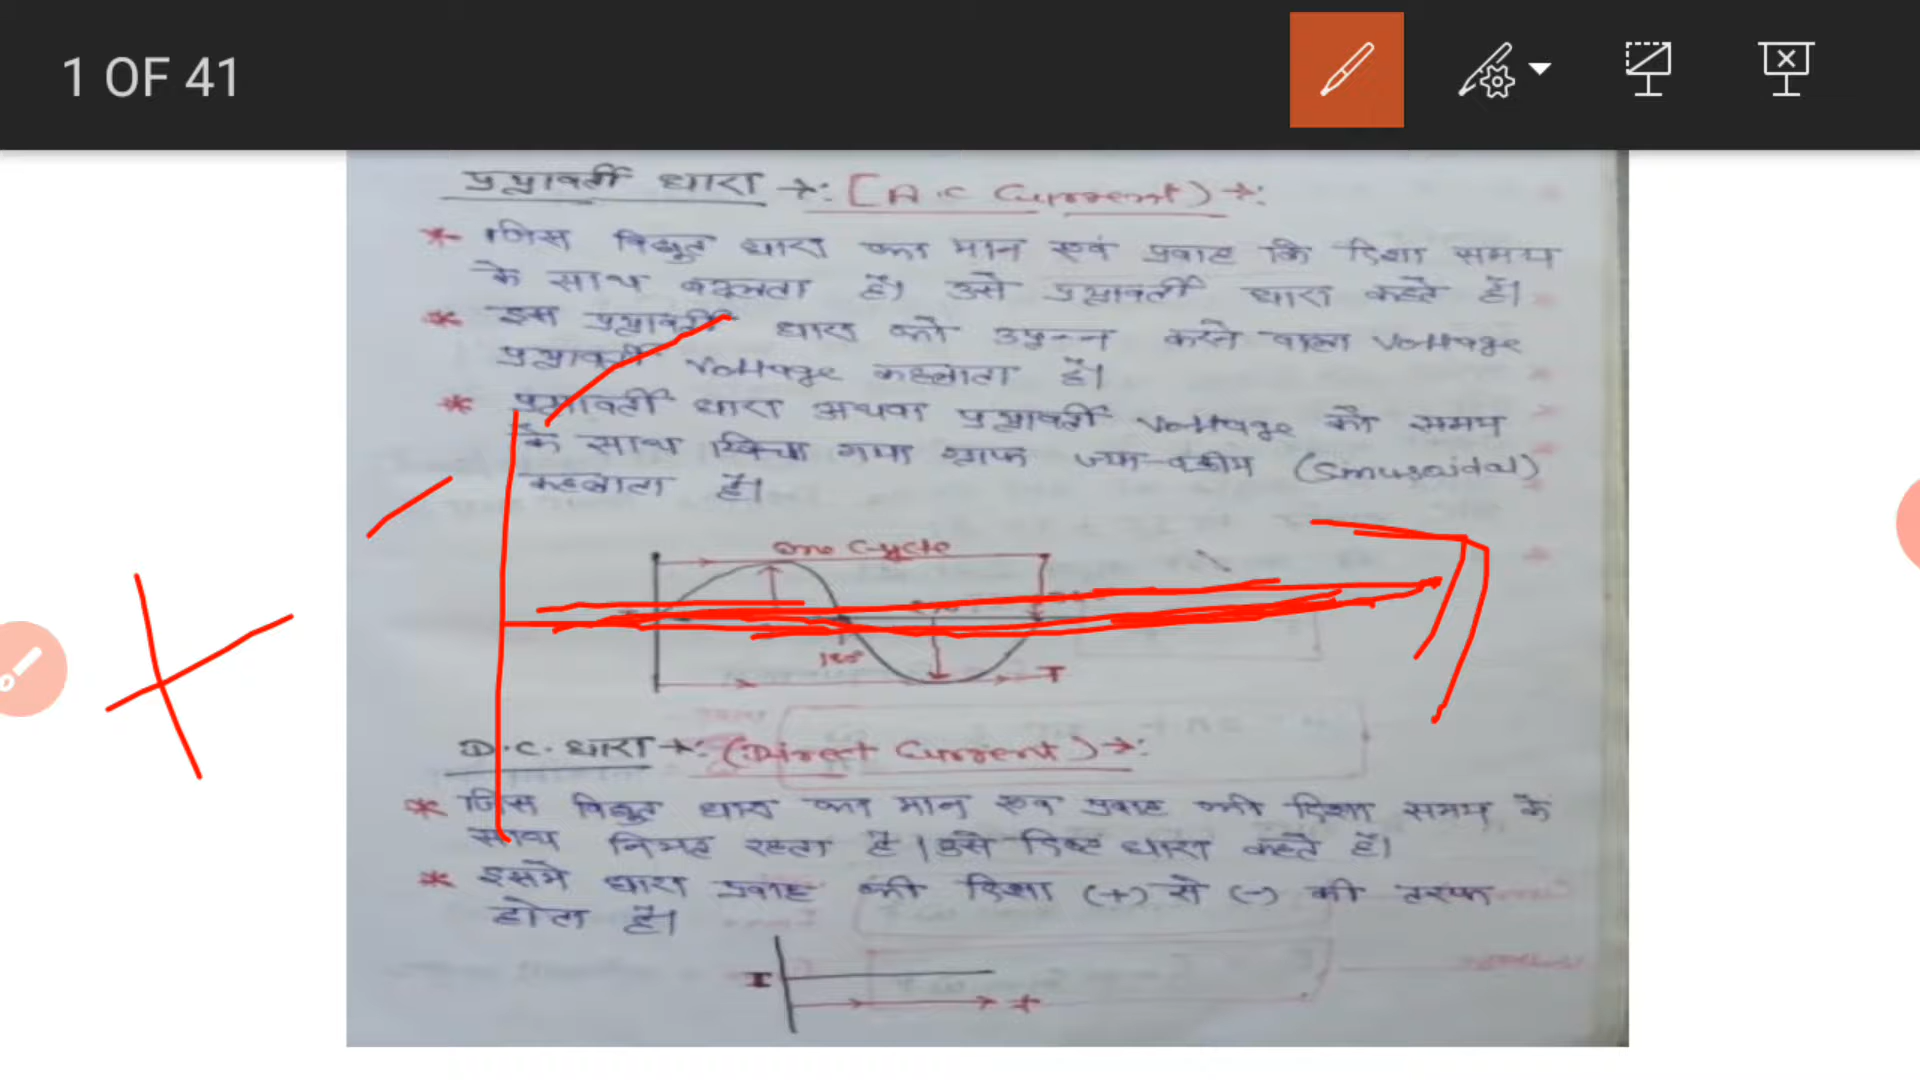 1 OF 41
प्रत्यावर्ती धारा →: [A.C Current) →:
* जिस विद्युत धारा का मान एवं प्रवाह कि दिशा समय
के साथ बदलता है। उसे प्रत्यावर्ती धारा कहते हैं।
* इस प्रत्यावर्ती धारा को उत्पन्न करने वाला Voltage
प्रत्यावर्ती Voltage कहलाता है।
* प्रत्यावर्ती धारा अथवा प्रत्यावर्ती Voltage को समय
के साथ खिंचा गया ग्राफ ज्या-वक्रीय (Sinusoidal)
कहलाता है।
One Cycle
180°
T
D.C. धारा →: (Direct Current) →:
* जिस विद्युत धारा का मान एवं प्रवाह की दिशा समय के
साथ नियत रहता है। उसे दिष्ट धारा कहते हैं।
* इसमें धारा प्रवाह की दिशा (+) से (-) की तरफ
होता है।
I
t